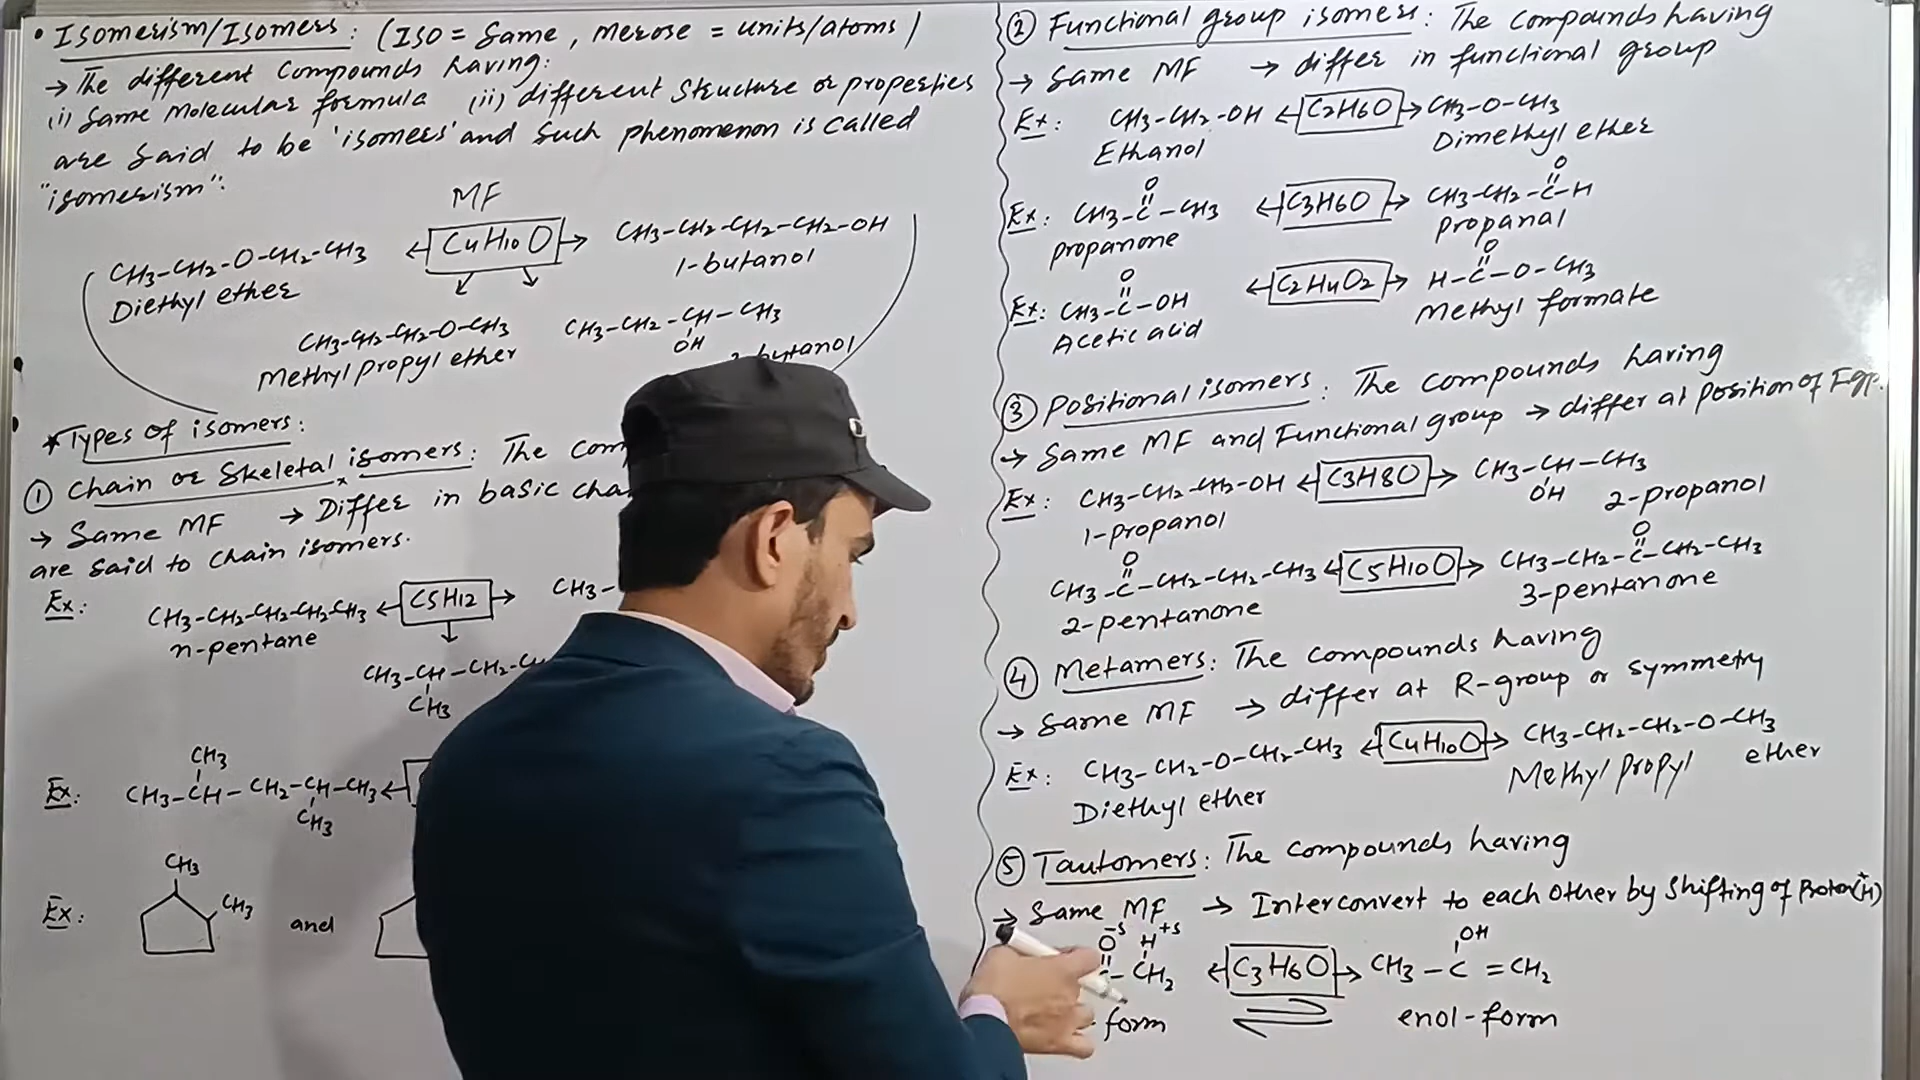 • Isomerism/Isomers: (Iso = Same, merose = units/atoms)
→ The different Compounds having:
(i) Same Molecular formula (ii) different Structure or properties
are Said to be 'isomers' and Such phenomenon is called
"isomerism".
MF
CH3-CH2-O-CH2-CH3 ← C4H10O → CH3-CH2-CH2-CH2-OH
Diethyl ether
1-butanol
CH3-CH2-CH2-O-CH3
CH3-CH2-CH-CH3
OH
Methyl propyl ether
butanol
* Types of isomers:
① Chain or Skeletal isomers: The com
→ Same MF → Differ in basic cha
are Said to Chain isomers.
Ex: CH3-CH2-CH2-CH2-CH3 ← C5H12 → CH3-
n-pentane
CH3-CH-CH2-
CH3
CH3
Ex: CH3-CH-CH2-CH-CH3 ←
CH3
CH3
Ex: CH3 and
② Functional group isomers: The compounds having
→ Same MF → differ in functional group
Ex: CH3-CH2-OH ← C2H6O → CH3-O-CH3
Ethanol Dimethyl ether
O O
Ex: CH3-C-CH3 ← C3H6O → CH3-CH2-C-H
propanone propanal
O O
Ex: CH3-C-OH ← C2H4O2 → H-C-O-CH3
Acetic acid Methyl formate
③ Positional isomers: The compounds having
→ Same MF and Functional group → differ at position of Fgp.
Ex: CH3-CH2-CH2-OH ← C3H8O → CH3-CH-CH3
OH
1-propanol 2-propanol
O O
CH3-C-CH2-CH2-CH3 ← C5H10O → CH3-CH2-C-CH2-CH3
2-pentanone 3-pentanone
④ Metamers: The compounds having
→ Same MF → differ at R-group or symmetry
Ex: CH3-CH2-O-CH2-CH3 ← C4H10O → CH3-CH2-CH2-O-CH3
Diethyl ether Methyl propyl ether
⑤ Tautomers: The compounds having
→ Same MF → Interconvert to each other by Shifting of Proton(H+)
O-δ H+δ OH
-CH2 ← C3H6O → CH3-C=CH2
form enol-form